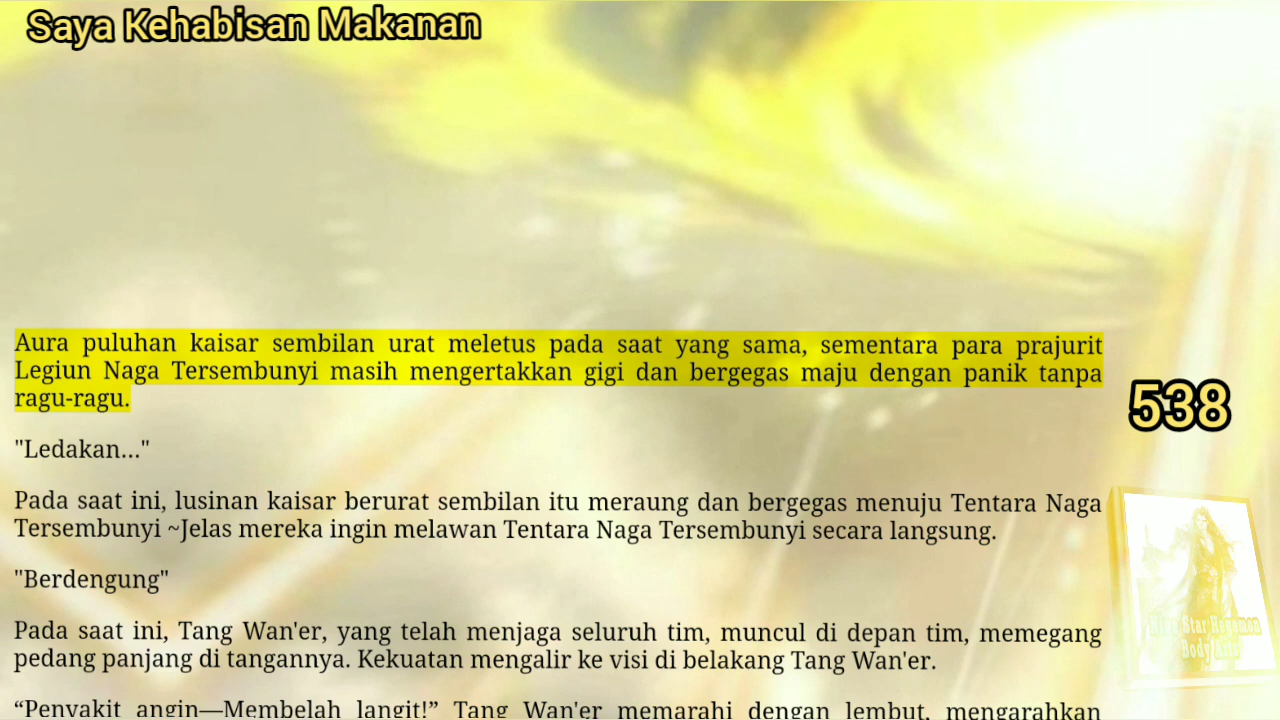 Saya Kehabisan Makanan
Aura puluhan kaisar sembilan urat meletus pada saat yang sama, sementara para prajurit
Legiun Naga Tersembunyi masih mengertakkan gigi dan bergegas maju dengan panik tanpa
ragu-ragu.
"Ledakan..."
Pada saat ini, lusinan kaisar berurat sembilan itu meraung dan bergegas menuju Tentara Naga
Tersembunyi ~Jelas mereka ingin melawan Tentara Naga Tersembunyi secara langsung.
"Berdengung"
Pada saat ini, Tang Wan'er, yang telah menjaga seluruh tim, muncul di depan tim, memegang
pedang panjang di tangannya. Kekuatan mengalir ke visi di belakang Tang Wan'er.
“Penyakit angin—Membelah langit!” Tang Wan'er memarahi dengan lembut, mengarahkan
538
Star Hegemon
Body